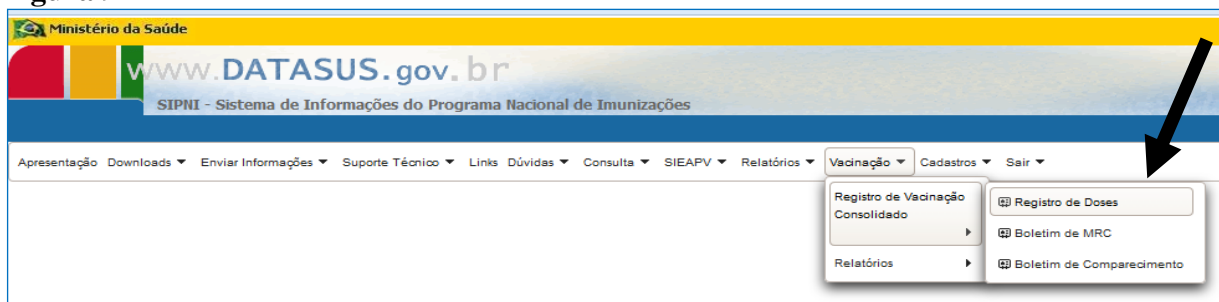 Ministério da Saúde
www.DATASUS.gov.br
SIPNI - Sistema de Informações do Programa Nacional de Imunizações
Apresentação Downloads Enviar Informações Suporte Técnico Links Dúvidas Consulta SIEAPV Relatórios Vacinação Cadastros Sair
Registro de Vacinação
Consolidado
Relatórios
Registro de Doses
Boletim de MRC
Boletim de Comparecimento